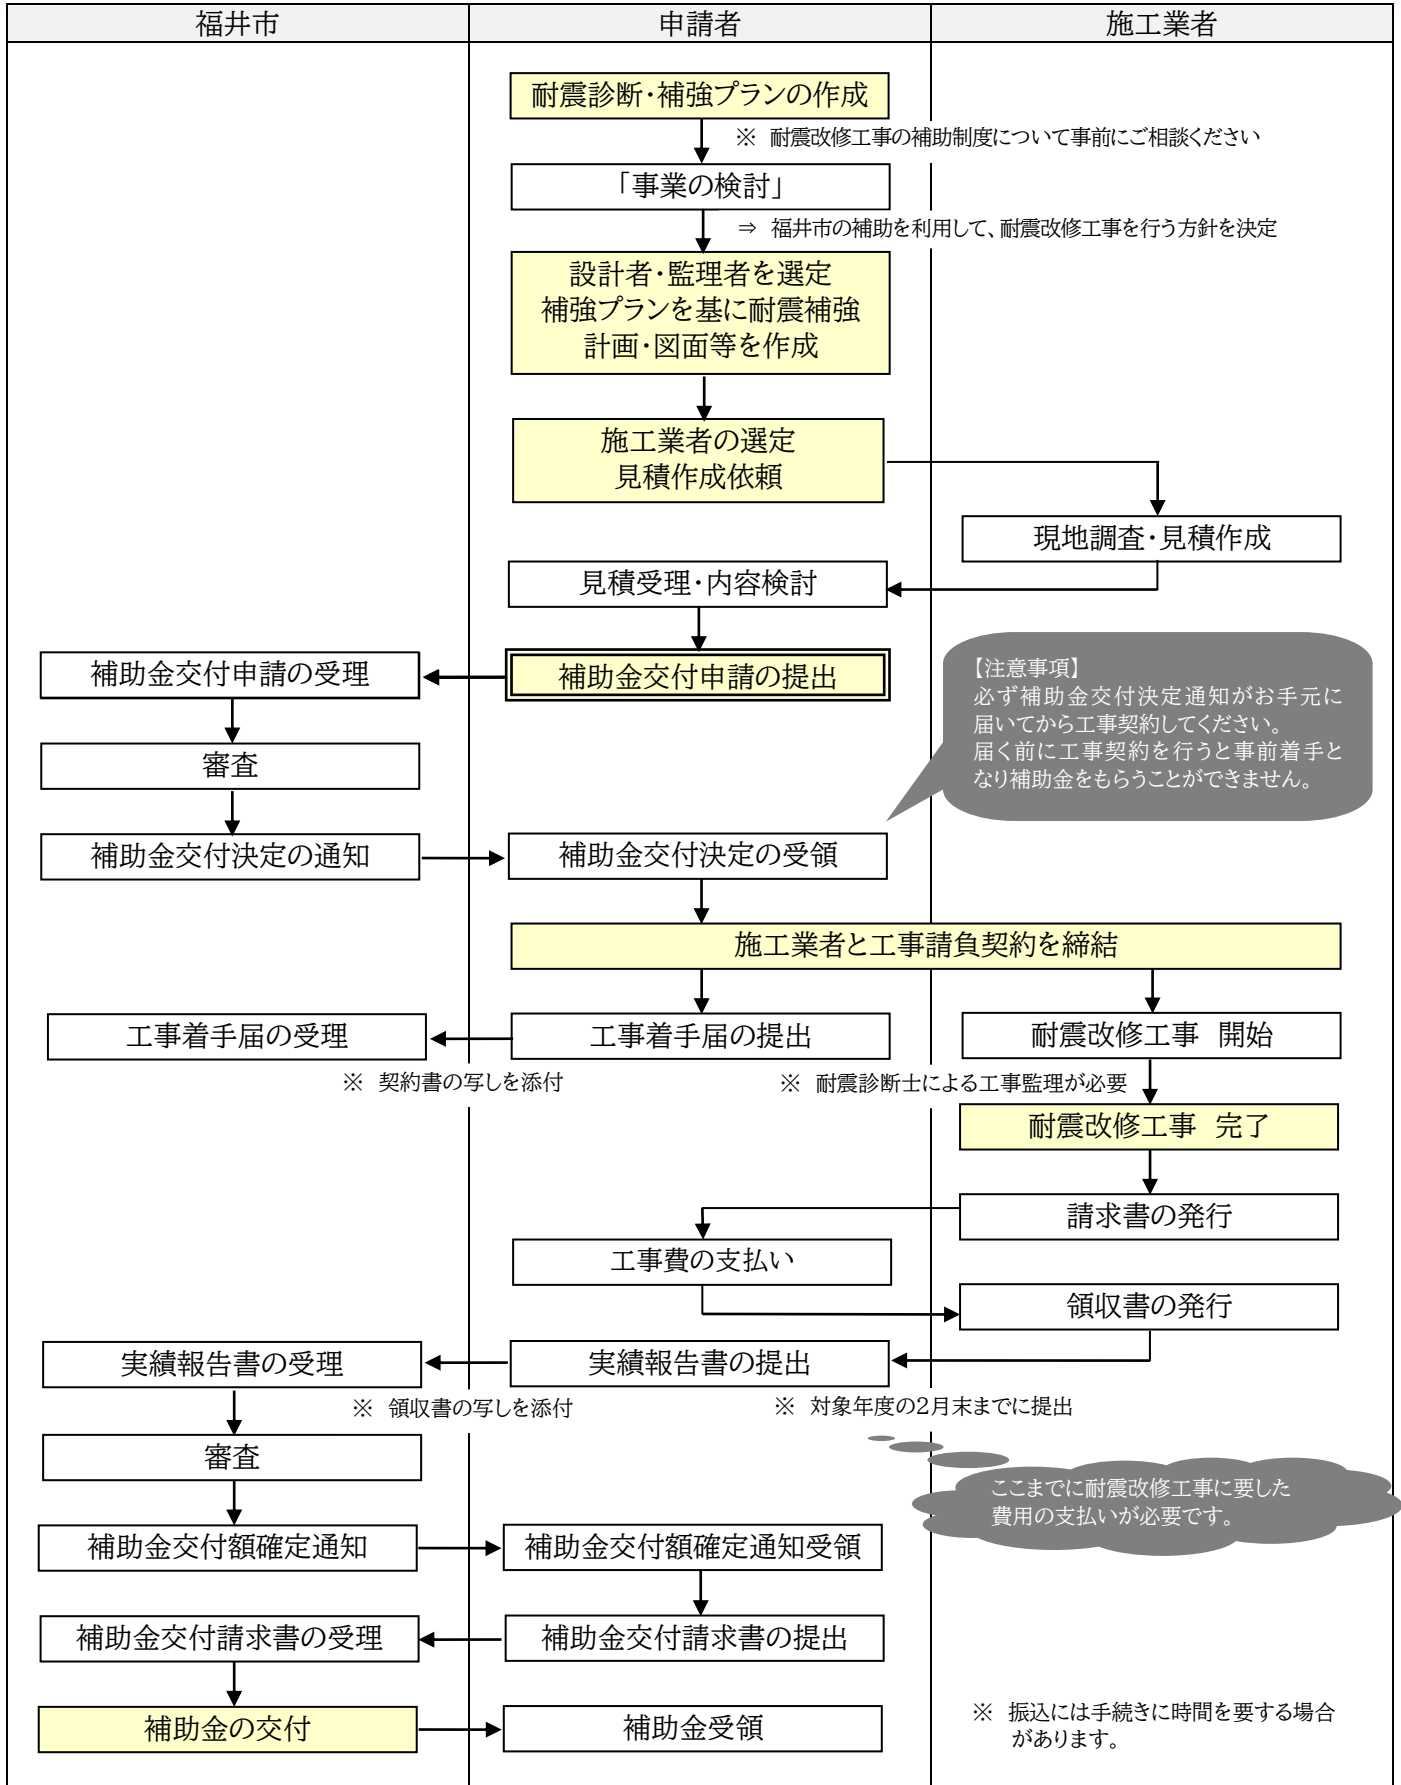 福井市
申請者
施工業者
耐震診断・補強プランの作成
※ 耐震改修工事の補助制度について事前にご相談ください
「事業の検討」
⇒ 福井市の補助を利用して、耐震改修工事を行う方針を決定
設計者・監理者を選定
補強プランを基に耐震補強
計画・図面等を作成
施工業者の選定
見積作成依頼
現地調査・見積作成
見積受理・内容検討
補助金交付申請の受理
補助金交付申請の提出
【注意事項】
必ず補助金交付決定通知がお手元に
届いてから工事契約してください。
届く前に工事契約を行うと事前着手と
なり補助金をもらうことができません。
審査
補助金交付決定の通知
補助金交付決定の受領
施工業者と工事請負契約を締結
工事着手届の受理
工事着手届の提出
耐震改修工事 開始
※ 契約書の写しを添付
※ 耐震診断士による工事監理が必要
耐震改修工事 完了
請求書の発行
工事費の支払い
領収書の発行
実績報告書の受理
実績報告書の提出
※ 領収書の写しを添付
※ 対象年度の2月末までに提出
審査
ここまでに耐震改修工事に要した
費用の支払いが必要です。
補助金交付額確定通知
補助金交付額確定通知受領
補助金交付請求書の受理
補助金交付請求書の提出
補助金の交付
補助金受領
※ 振込には手続きに時間を要する場合
があります。